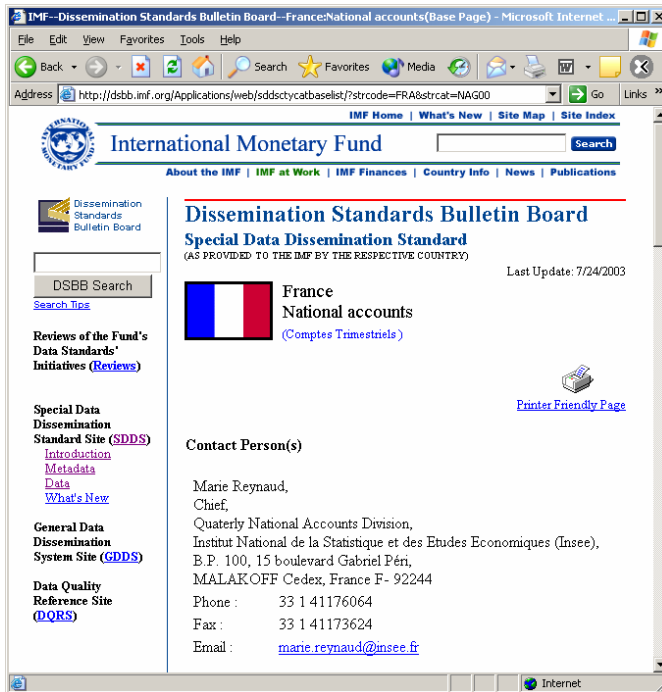 IMF--Dissemination Standards Bulletin Board--France:National accounts(Base Page) - Microsoft Internet ...
File Edit View Favorites Tools Help
Back Search Favorites Media
Address http://dsbb.imf.org/Applications/web/sddsctycatbaselist/?strcode=FRA&strcat=NAG00 Go Links »
IMF Home | What's New | Site Map | Site Index
International Monetary Fund Search
About the IMF | IMF at Work | IMF Finances | Country Info | News | Publications
Dissemination
Standards
Bulletin Board
DSBB Search
Search Tips
Reviews of the Fund's
Data Standards'
Initiatives (Reviews)
Special Data
Dissemination
Standard Site (SDDS)
Introduction
Metadata
Data
What's New
General Data
Dissemination
System Site (GDDS)
Data Quality
Reference Site
(DQRS)
Dissemination Standards Bulletin Board
Special Data Dissemination Standard
(AS PROVIDED TO THE IMF BY THE RESPECTIVE COUNTRY)
Last Update: 7/24/2003
France
National accounts
(Comptes Trimestriels )
Printer Friendly Page
Contact Person(s)
Marie Reynaud,
Chief,
Quaterly National Accounts Division,
Institut National de la Statistique et des Etudes Economiques (Insee),
B.P. 100, 15 boulevard Gabriel Péri,
MALAKOFF Cedex, France F- 92244
Phone : 33 1 41176064
Fax : 33 1 41173624
Email : marie.reynaud@insee.fr
Internet